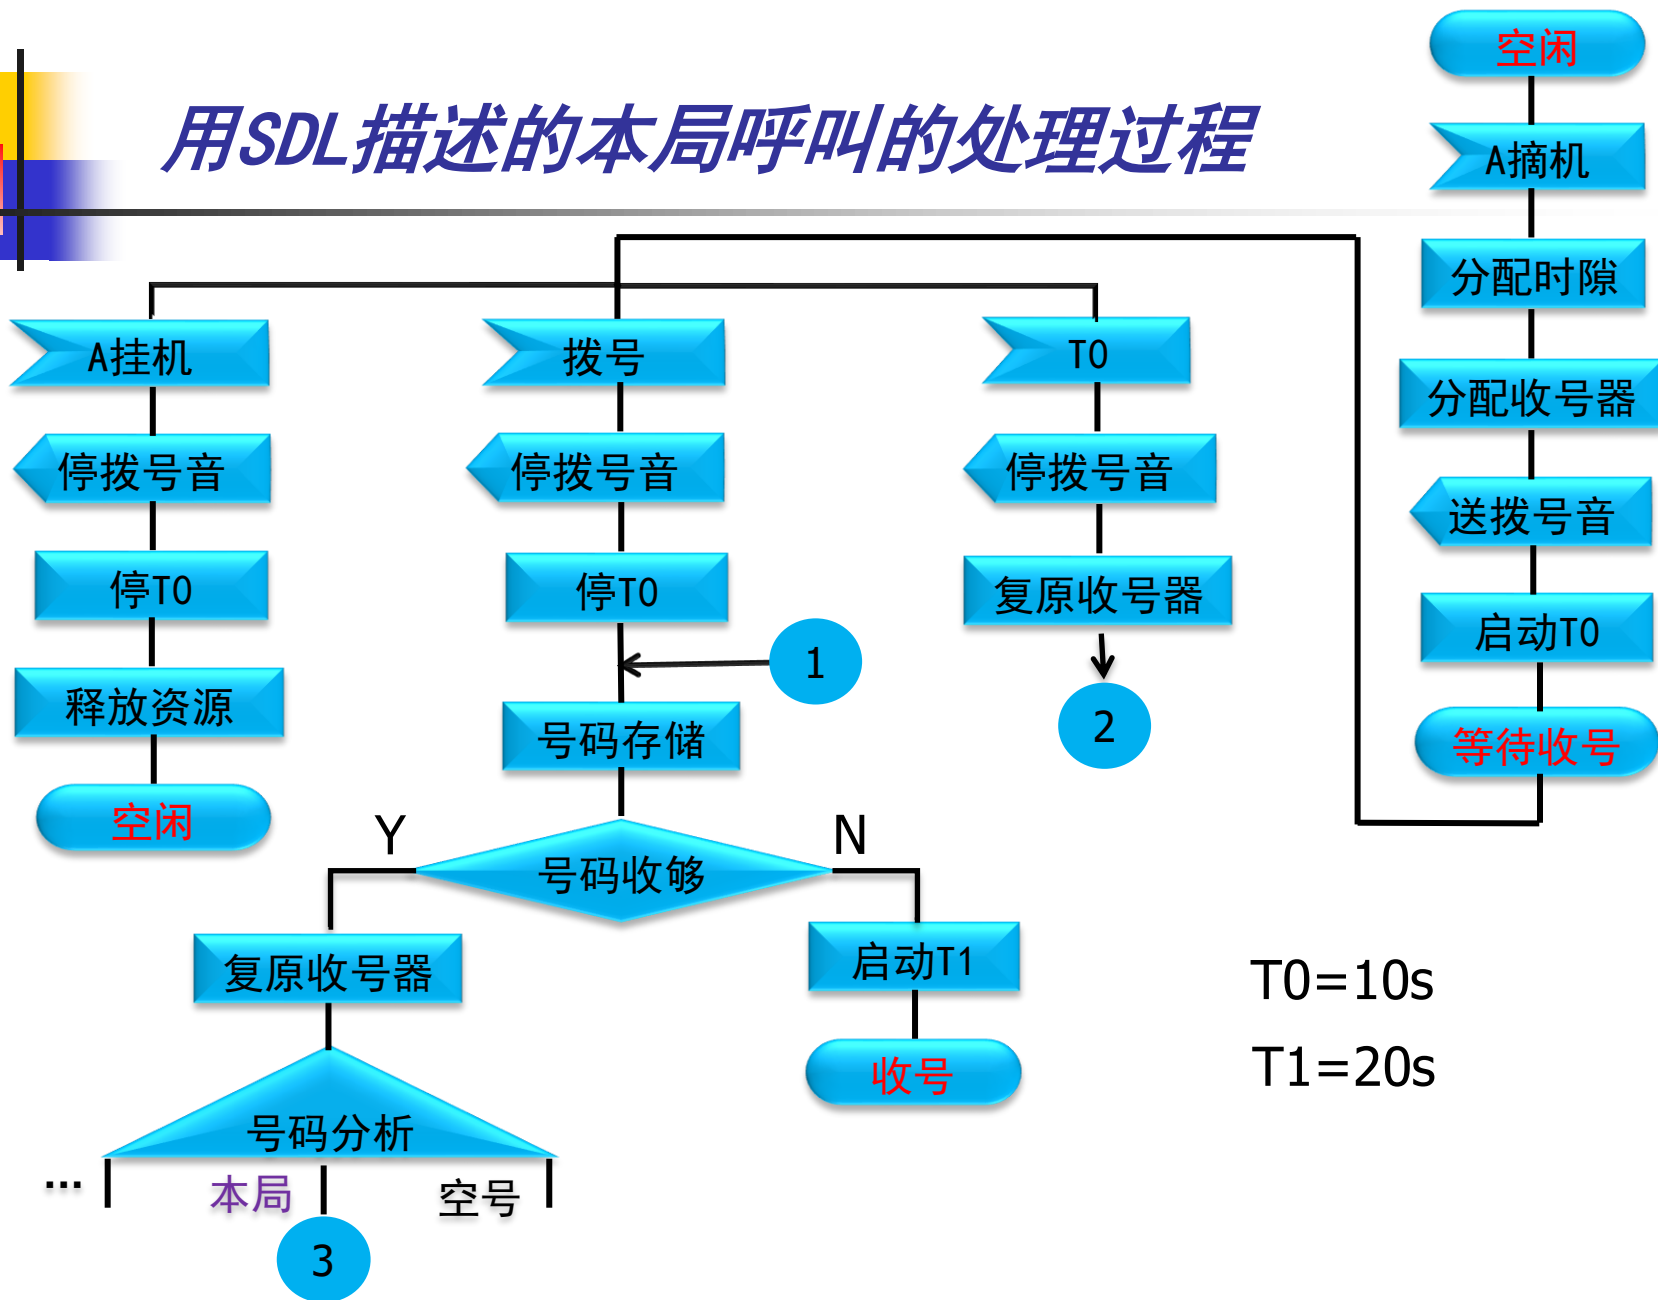 用SDL描述的本局呼叫的处理过程
空闲
A摘机
分配时隙
分配收号器
送拨号音
启动T0
等待收号
A挂机
停拨号音
停T0
释放资源
空闲
拨号
停拨号音
停T0
1
号码存储
号码收够
Y
N
T0
停拨号音
复原收号器
2
复原收号器
号码分析
...
本局
空号
3
启动T1
收号
T0=10s
T1=20s